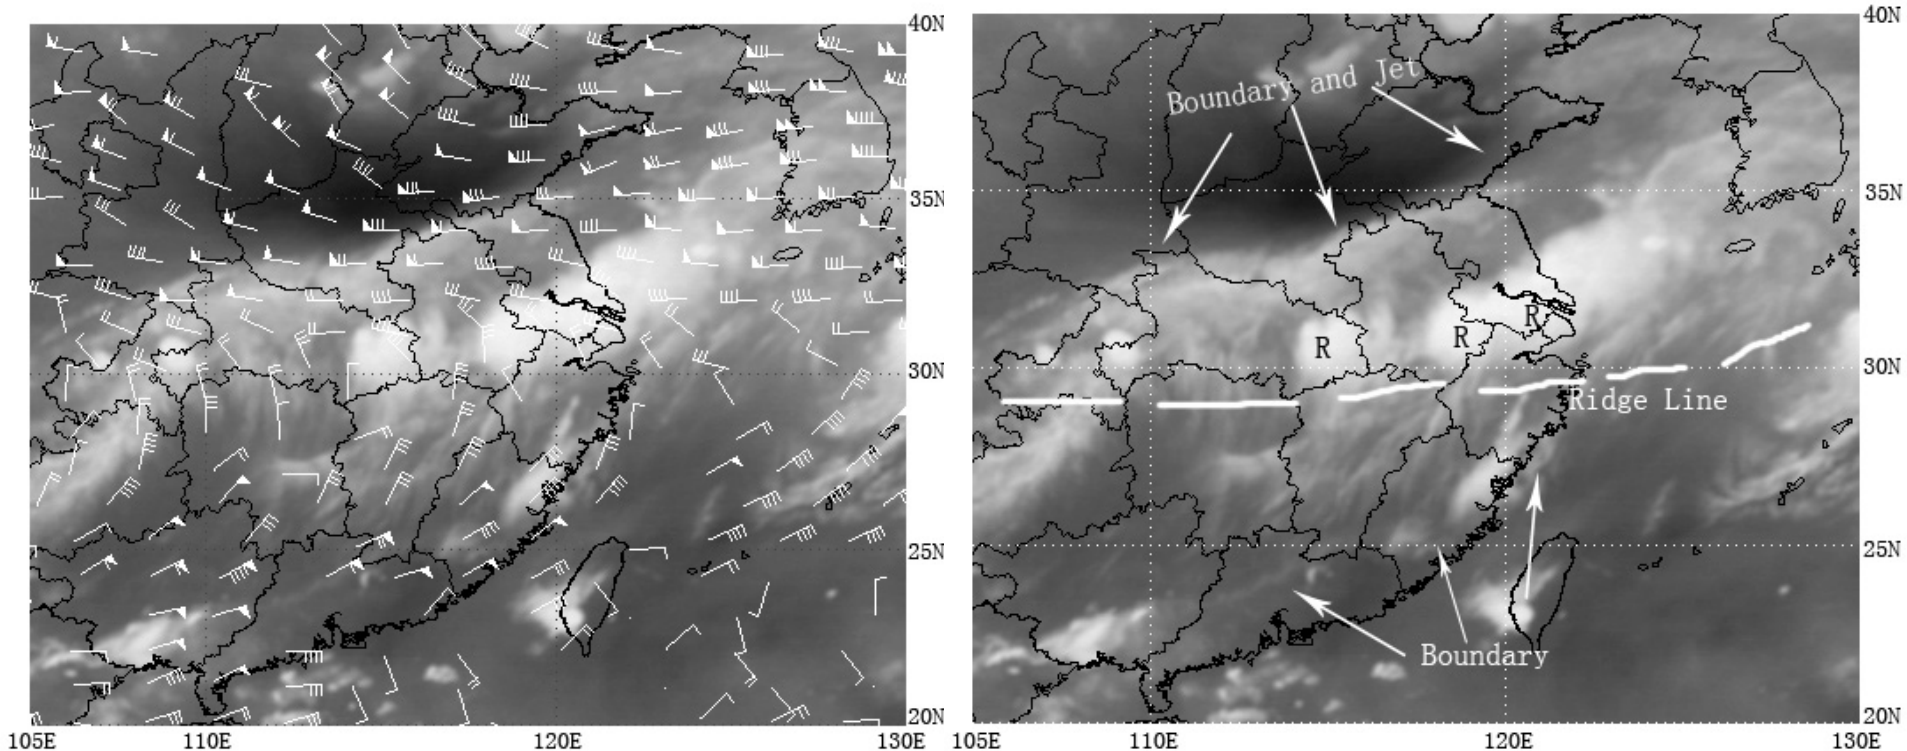 40N
35N
30N
25N
20N
105E
110E
120E
130E
Boundary and Jet
R
R
R
Ridge Line
Boundary
40N
35N
30N
25N
20N
105E
110E
120E
130E